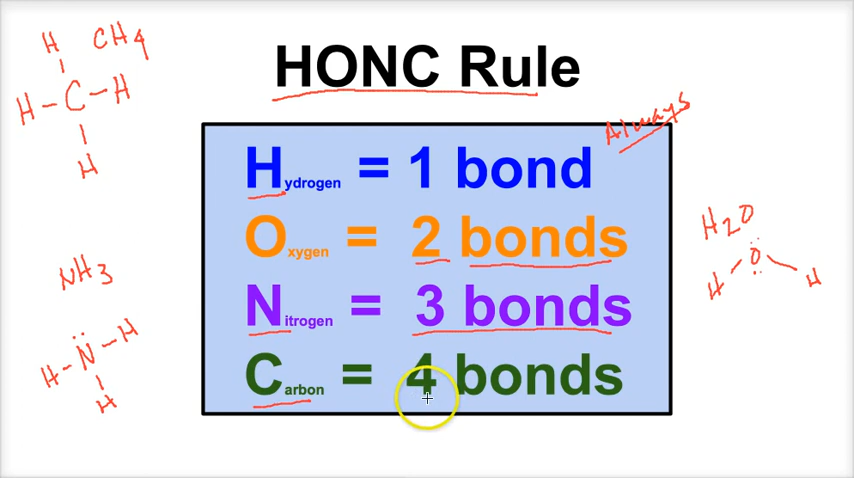 HONC Rule
Always
Hydrogen = 1 bond
Oxygen = 2 bonds
Nitrogen = 3 bonds
Carbon = 4 bonds
H CH4
H-C-H
H
NH3
H-N-H
H
H2O
O
H H